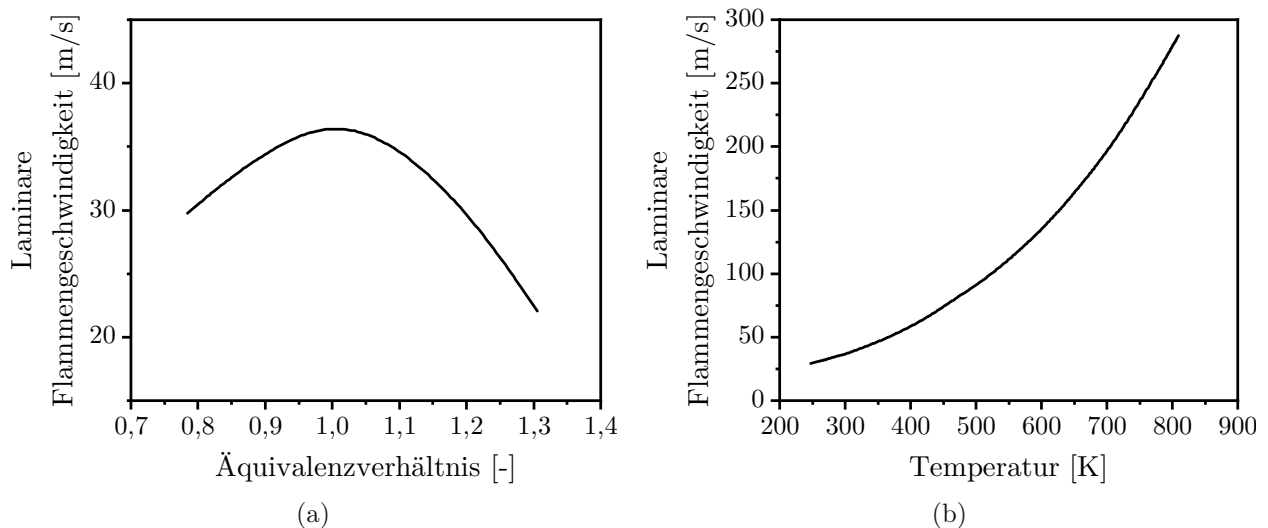 Laminare
Flammengeschwindigkeit [m/s]
40
30
20
0,7 0,8 0,9 1,0 1,1 1,2 1,3 1,4
Äquivalenzverhältnis [-]
(a)
Laminare
Flammengeschwindigkeit [m/s]
300
250
200
150
100
50
0
200 300 400 500 600 700 800 900
Temperatur [K]
(b)